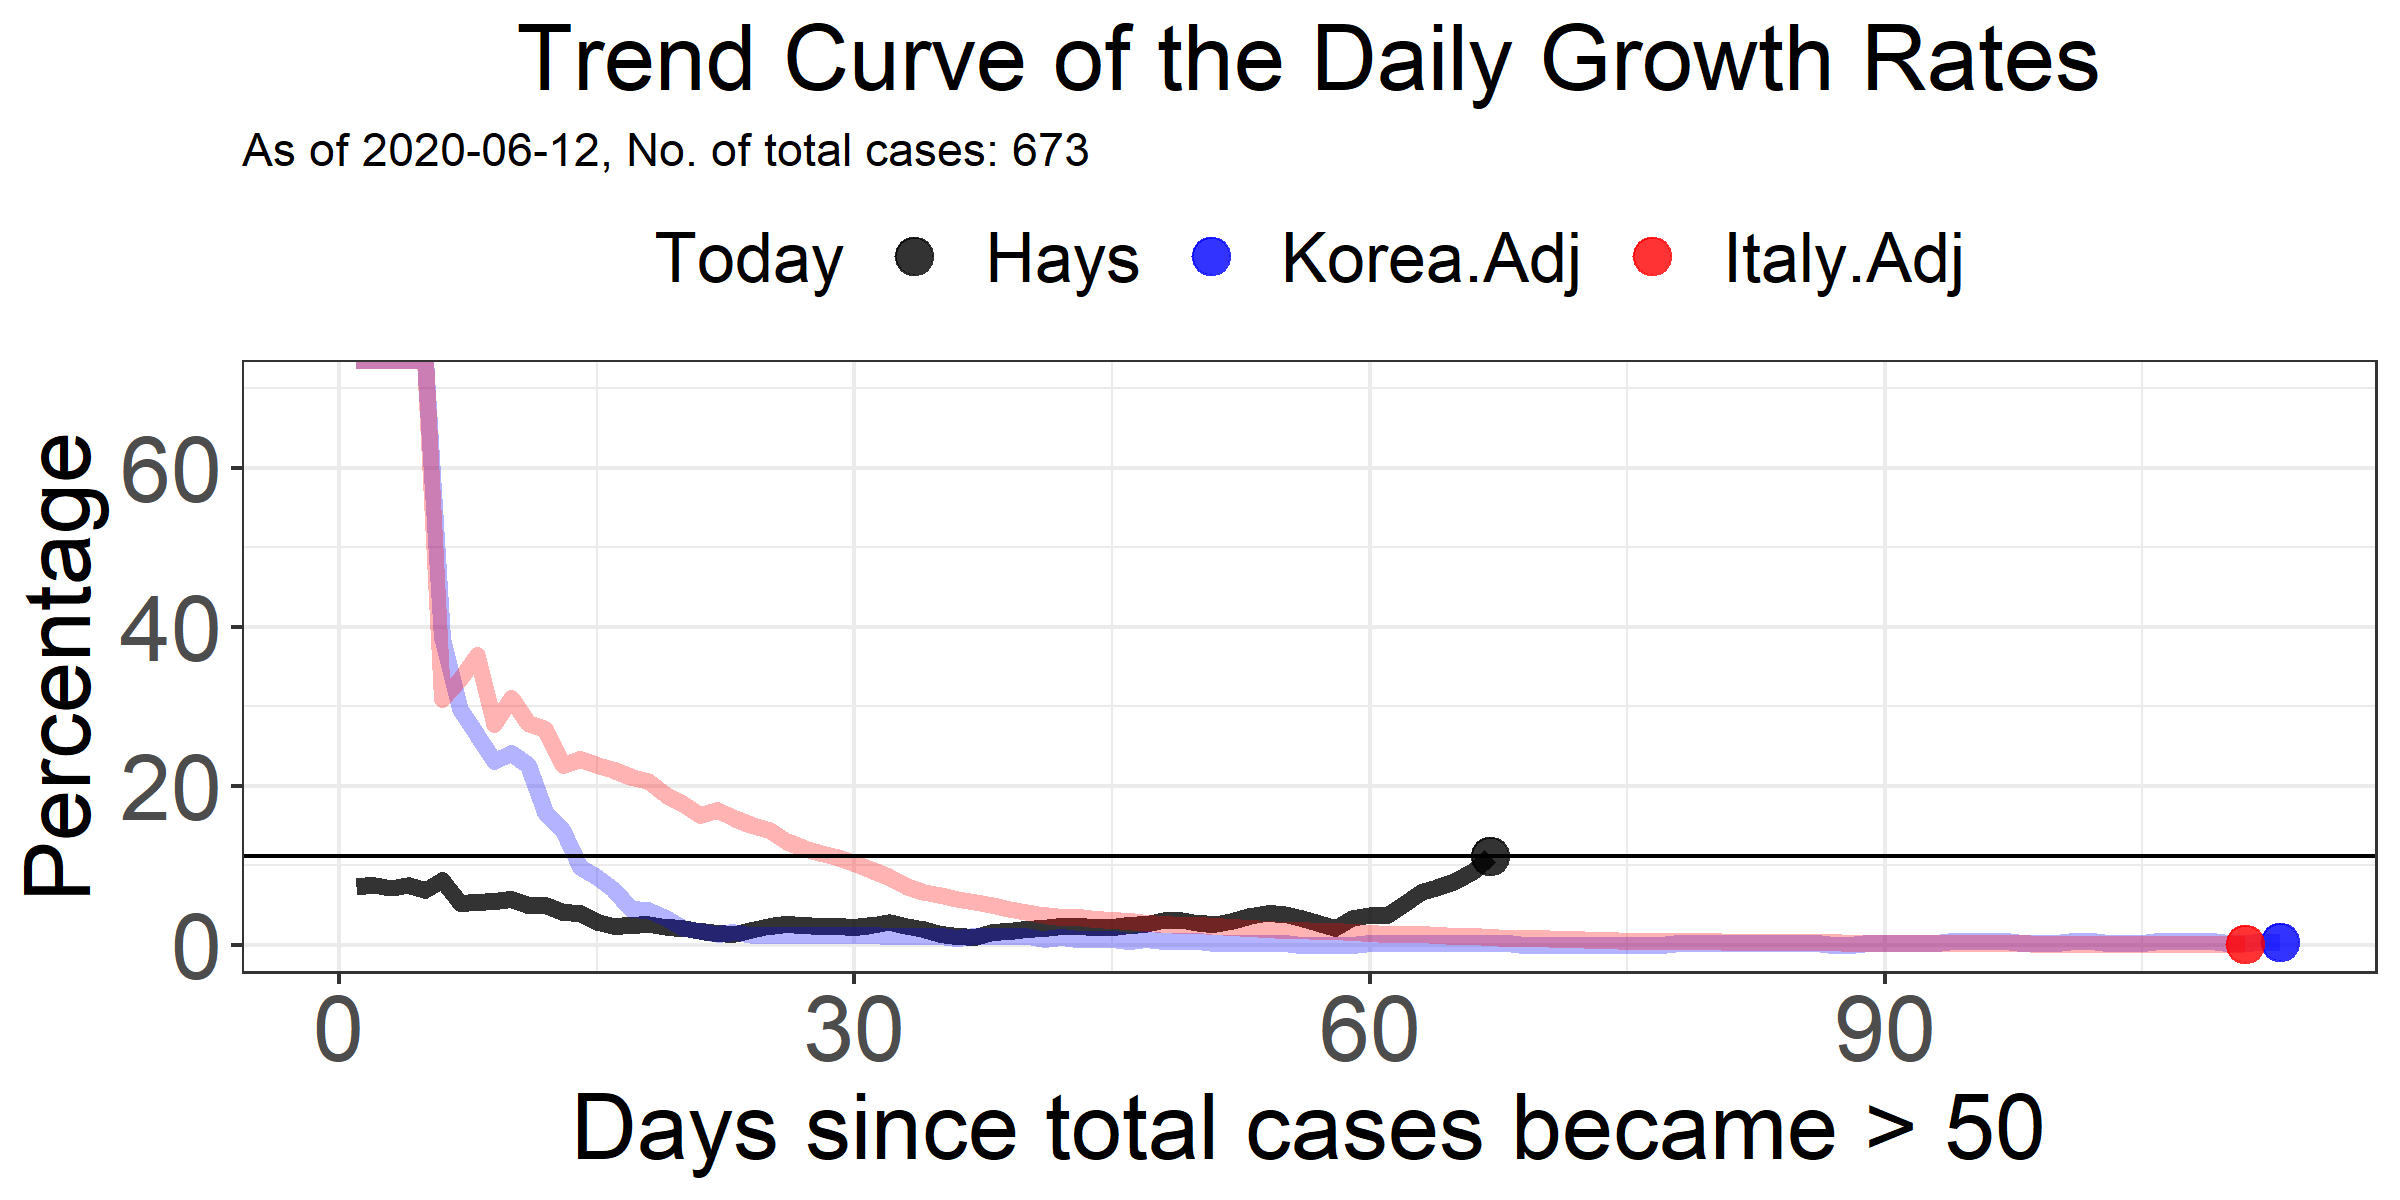 Trend Curve of the Daily Growth Rates
As of 2020-06-12, No. of total cases: 673
Today Hays Korea.Adj Italy.Adj
Percentage
60
40
20
0
0 30 60 90
Days since total cases became > 50